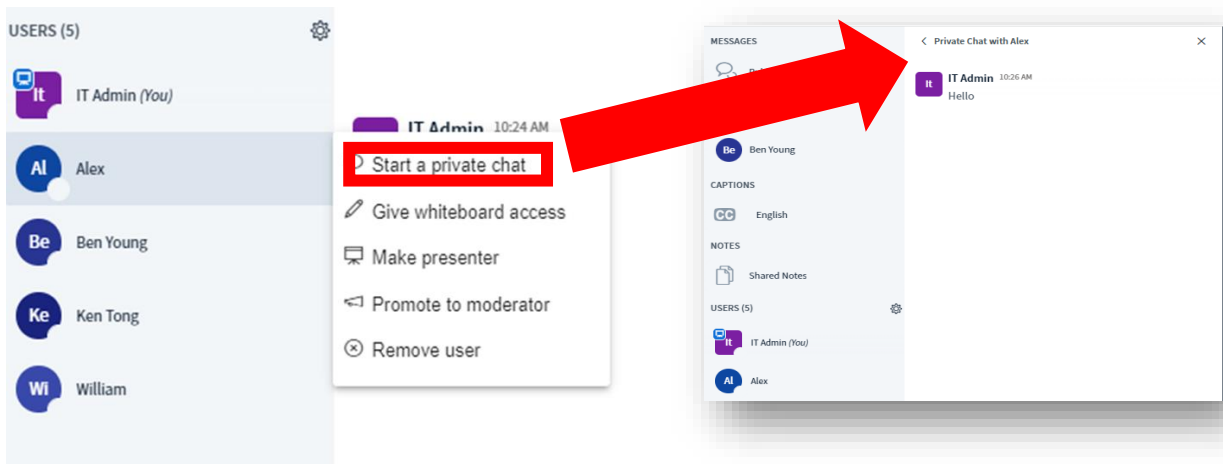 USERS (5)
It IT Admin (You)
Al Alex
Be Ben Young
Ke Ken Tong
Wi William
IT Admin 10:24 AM
Start a private chat
Give whiteboard access
Make presenter
Promote to moderator
Remove user
MESSAGES
Be Ben Young
CAPTIONS
CC English
NOTES
Shared Notes
USERS (5)
It IT Admin (You)
Al Alex
Private Chat with Alex
It IT Admin 10:26 AM
Hello